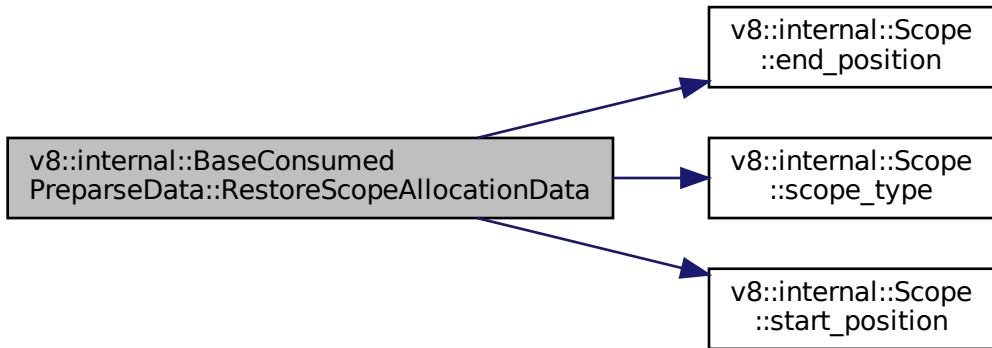 v8::internal::BaseConsumed
PreparseData::RestoreScopeAllocationData
v8::internal::Scope
::end_position
v8::internal::Scope
::scope_type
v8::internal::Scope
::start_position